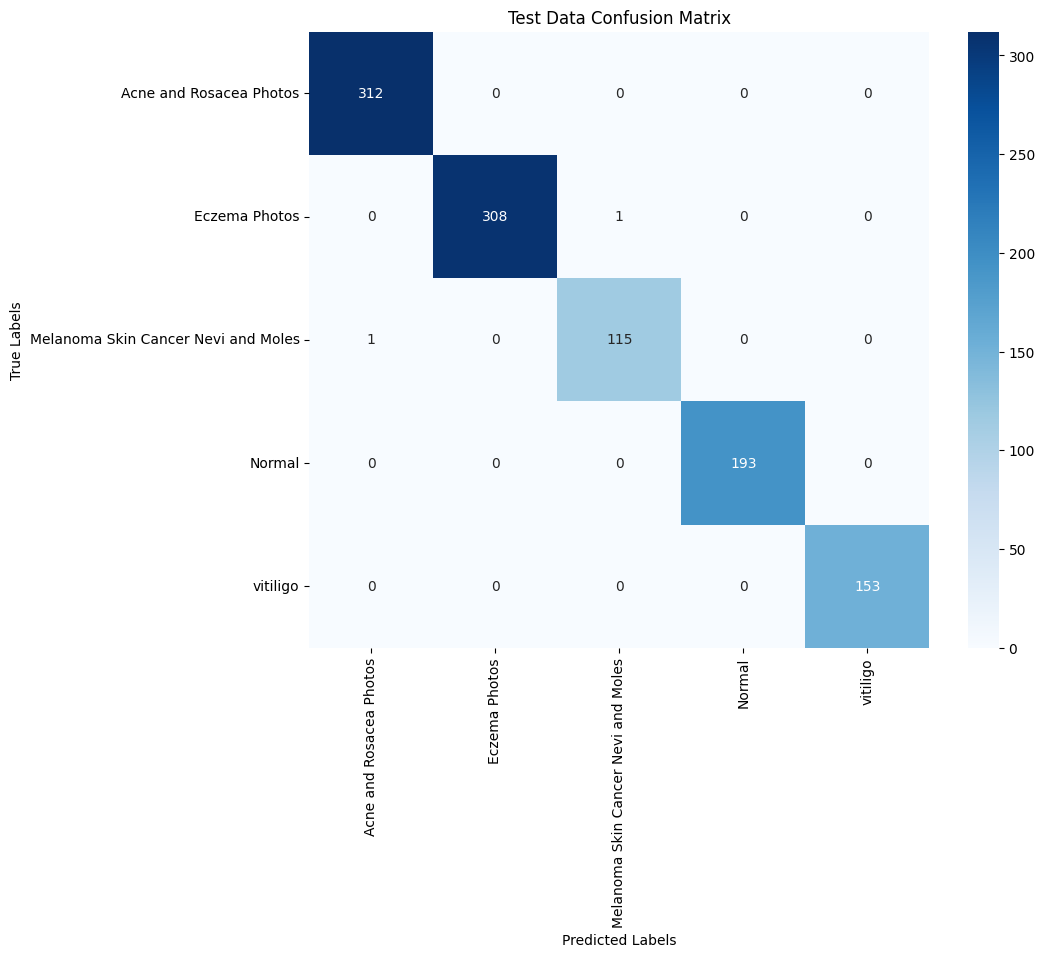 Test Data Confusion Matrix
Acne and Rosacea Photos
312 0 0 0 0
Eczema Photos
0 308 1 0 0
Melanoma Skin Cancer Nevi and Moles
1 0 115 0 0
Normal
0 0 0 193 0
vitiligo
0 0 0 0 153
True Labels
Acne and Rosacea Photos
Eczema Photos
Melanoma Skin Cancer Nevi and Moles
Normal
vitiligo
Predicted Labels
300
250
200
150
100
50
0